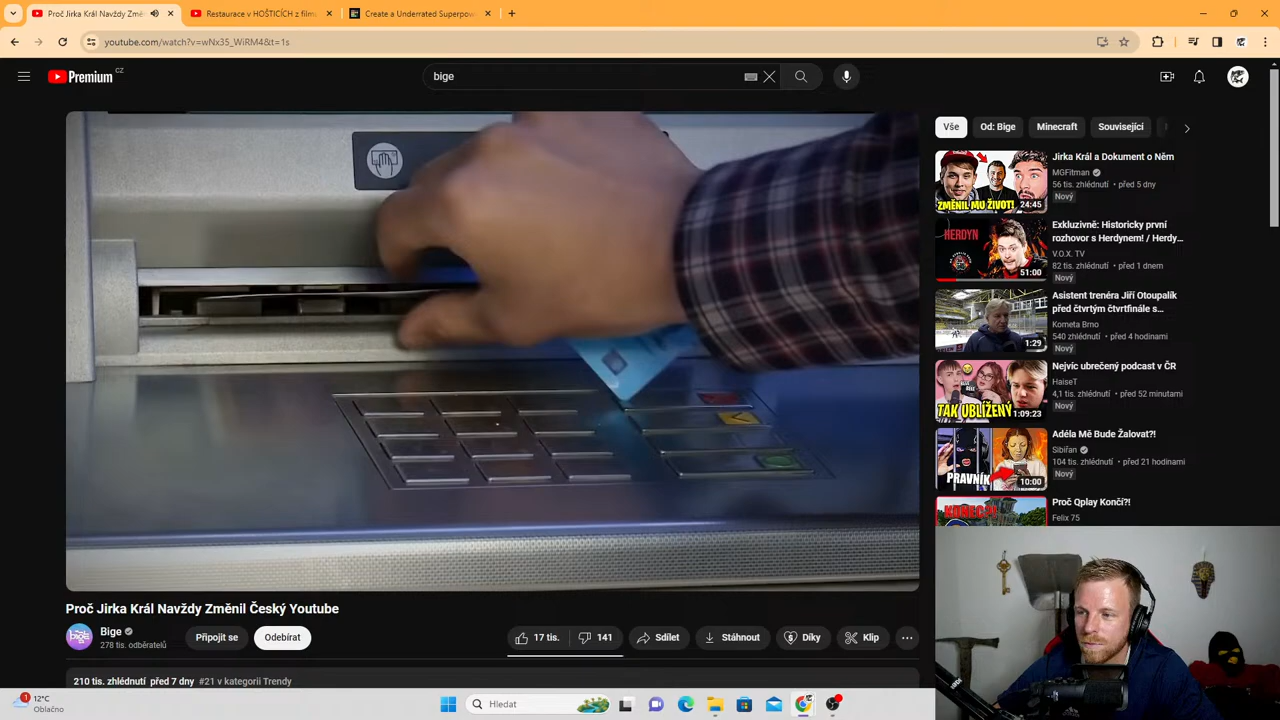 Proč Jirka Král Navždy Změn
Restaurace v HOŠTICÍCH z film
Create a Underrated Superpow
youtube.com/watch?v=wNx35_WiRM4&t=1s
Premium CZ
bige
Vše
Od: Bige
Minecraft
Související
ZMĚNIL MU ŽIVOT!
24:45
Jirka Král a Dokument o Něm
MGFitman
56 tis. zhlédnutí • před 5 dny
Nový
HERDYN
51:00
Exkluzivně: Historicky první
rozhovor s Herdynem! / Herdy...
V.O.X. TV
82 tis. zhlédnutí • před 1 dnem
Nový
1:29
Asistent trenéra Jiří Otoupalík
před čtvrtým čtvrtfinále s...
Kometa Brno
540 zhlédnutí • před 4 hodinami
Nový
TAK UBLÍŽENÝ
1:09:23
Nejvíc ubrečený podcast v ČR
HaiseT
4,1 tis. zhlédnutí • před 52 minutami
Nový
PRAVNÍK
10:00
Adéla Mě Bude Žalovat?!
Sibiřan
104 tis. zhlédnutí • před 21 hodinami
Nový
KONEC?!
Proč Qplay Končí?!
Felix 75
Proč Jirka Král Navždy Změnil Český Youtube
Bige
278 tis. odběratelů
Připojit se
Odebírat
17 tis.
141
Sdílet
Stáhnout
Díky
Klip
210 tis. zhlédnutí před 7 dny #21 v kategorii Trendy
1
12°C
Oblačno
Hledat